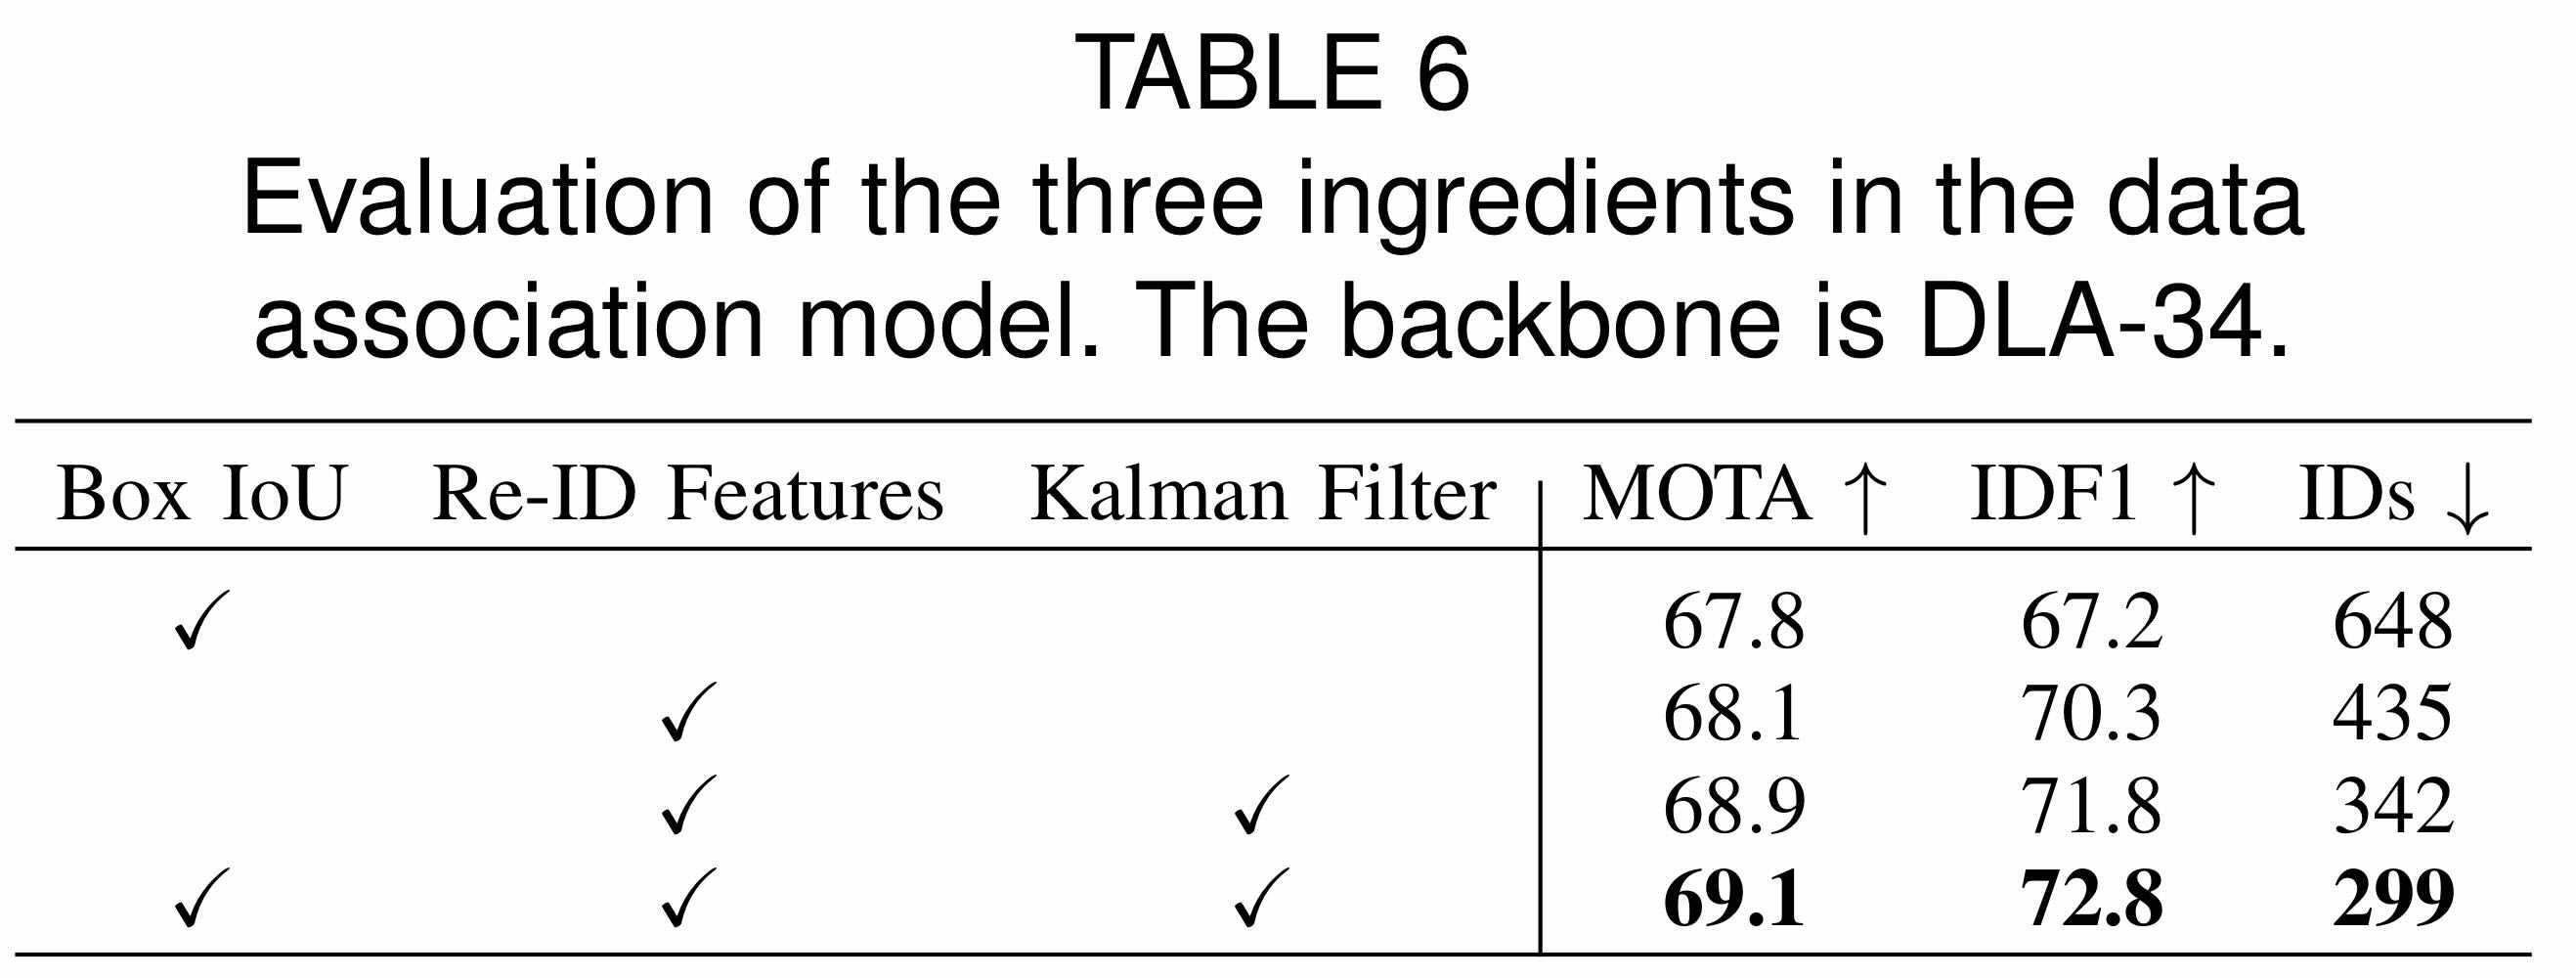 TABLE 6
Evaluation of the three ingredients in the data
association model. The backbone is DLA-34.
Box IoU Re-ID Features Kalman Filter MOTA ↑ IDF1 ↑ IDs ↓
✓ 67.8 67.2 648
✓ 68.1 70.3 435
✓ ✓ 68.9 71.8 342
✓ ✓ ✓ 69.1 72.8 299